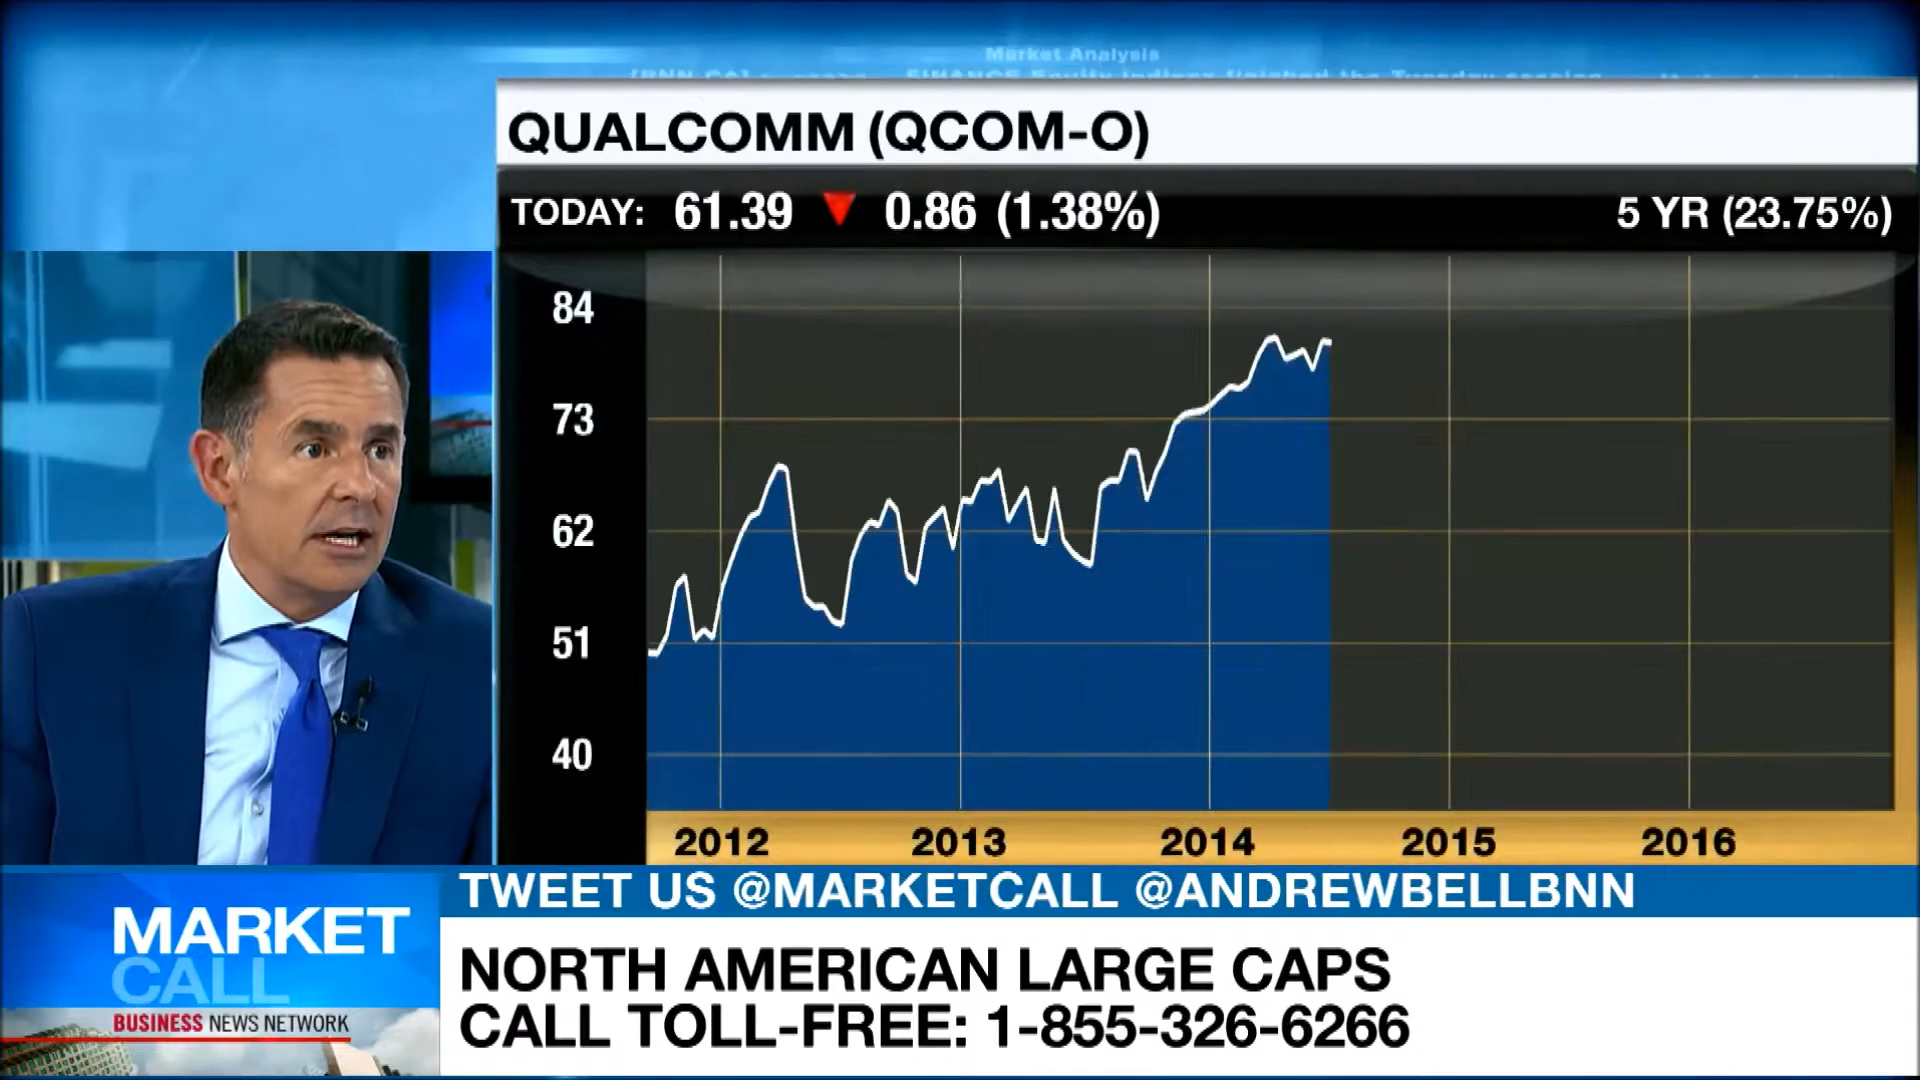 Market Analysis
QUALCOMM (QCOM-O)
TODAY: 61.39 ▼ 0.86 (1.38%)
5 YR (23.75%)
84
73
62
51
40
2012 2013 2014 2015 2016
TWEET US @MARKETCALL @ANDREWBELLBNN
MARKET
CALL
BUSINESS NEWS NETWORK
NORTH AMERICAN LARGE CAPS
CALL TOLL-FREE: 1-855-326-6266